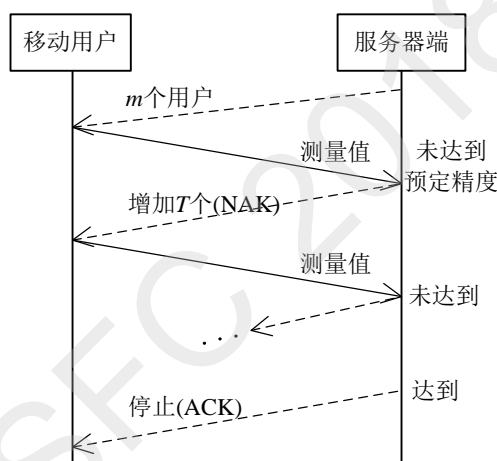 移动用户
服务器端
m个用户
测量值
未达到
预定精度
增加T个(NAK)
测量值
未达到
...
达到
停止(ACK)
SFC 2018